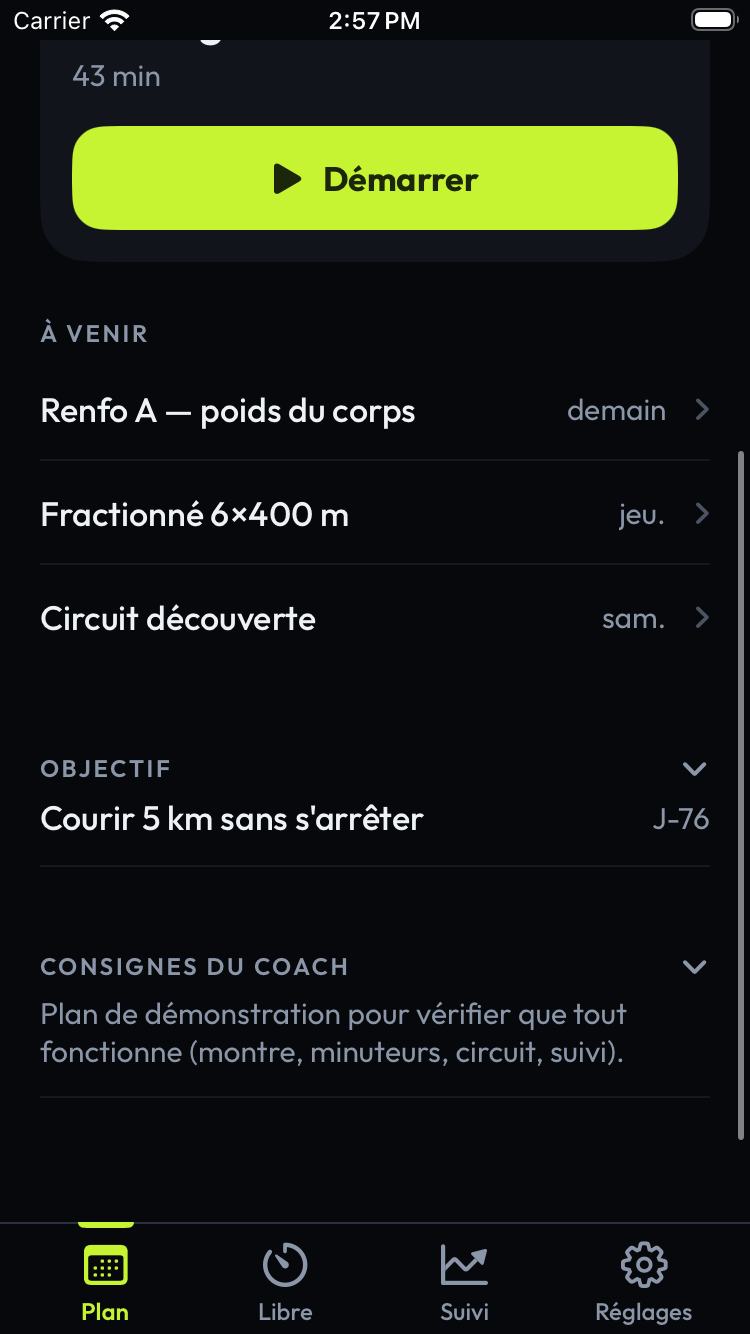 Carrier 2:57 PM
43 min
Démarrer
À VENIR
Renfo A — poids du corps demain
Fractionné 6×400 m jeu.
Circuit découverte sam.
OBJECTIF
Courir 5 km sans s'arrêter J-76
CONSIGNES DU COACH
Plan de démonstration pour vérifier que tout
fonctionne (montre, minuteurs, circuit, suivi).
Plan Libre Suivi Réglages